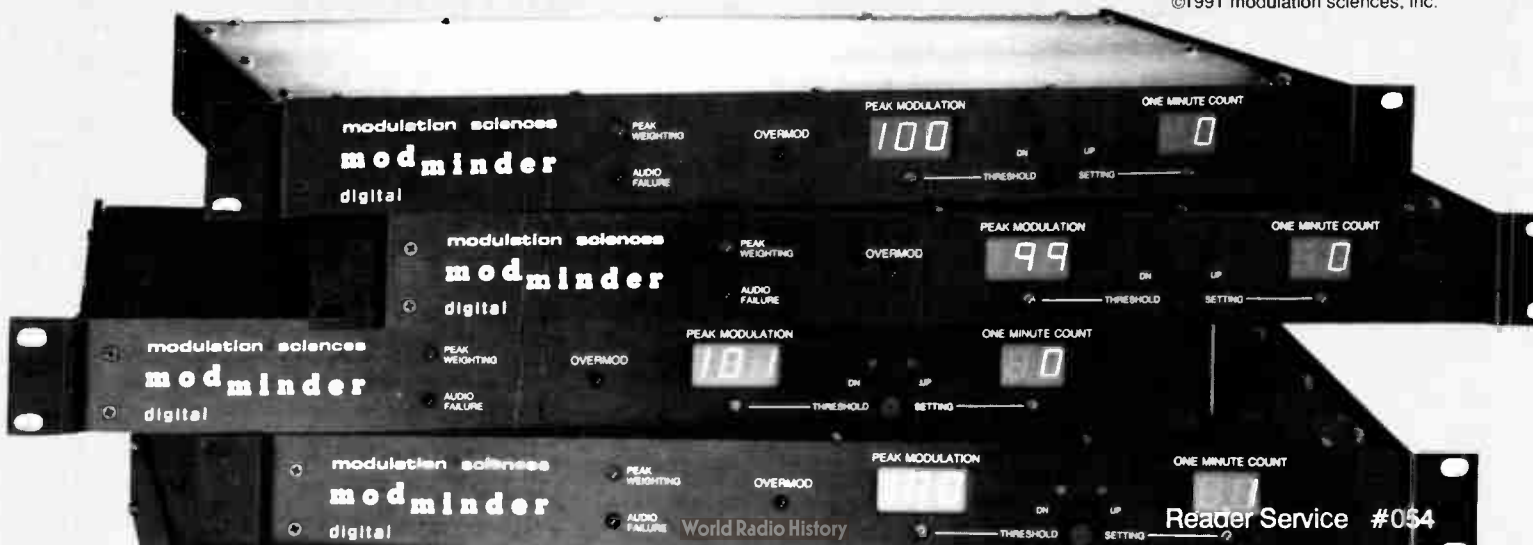 ©1991 modulation sciences, inc.
modulation sciences
mod minder
digital
PEAK WEIGHTING
AUDIO FAILURE
OVERMOD
PEAK MODULATION
100
DN UP
THRESHOLD SETTING
ONE MINUTE COUNT
0
modulation sciences
mod minder
digital
PEAK WEIGHTING
AUDIO FAILURE
OVERMOD
PEAK MODULATION
99
DN UP
THRESHOLD SETTING
ONE MINUTE COUNT
0
modulation sciences
mod minder
digital
PEAK WEIGHTING
AUDIO FAILURE
OVERMOD
PEAK MODULATION
101
DN UP
THRESHOLD SETTING
ONE MINUTE COUNT
0
modulation sciences
mod minder
digital
PEAK WEIGHTING
AUDIO FAILURE
OVERMOD
PEAK MODULATION
DN UP
THRESHOLD SETTING
ONE MINUTE COUNT
1
Reader Service #054
World Radio History